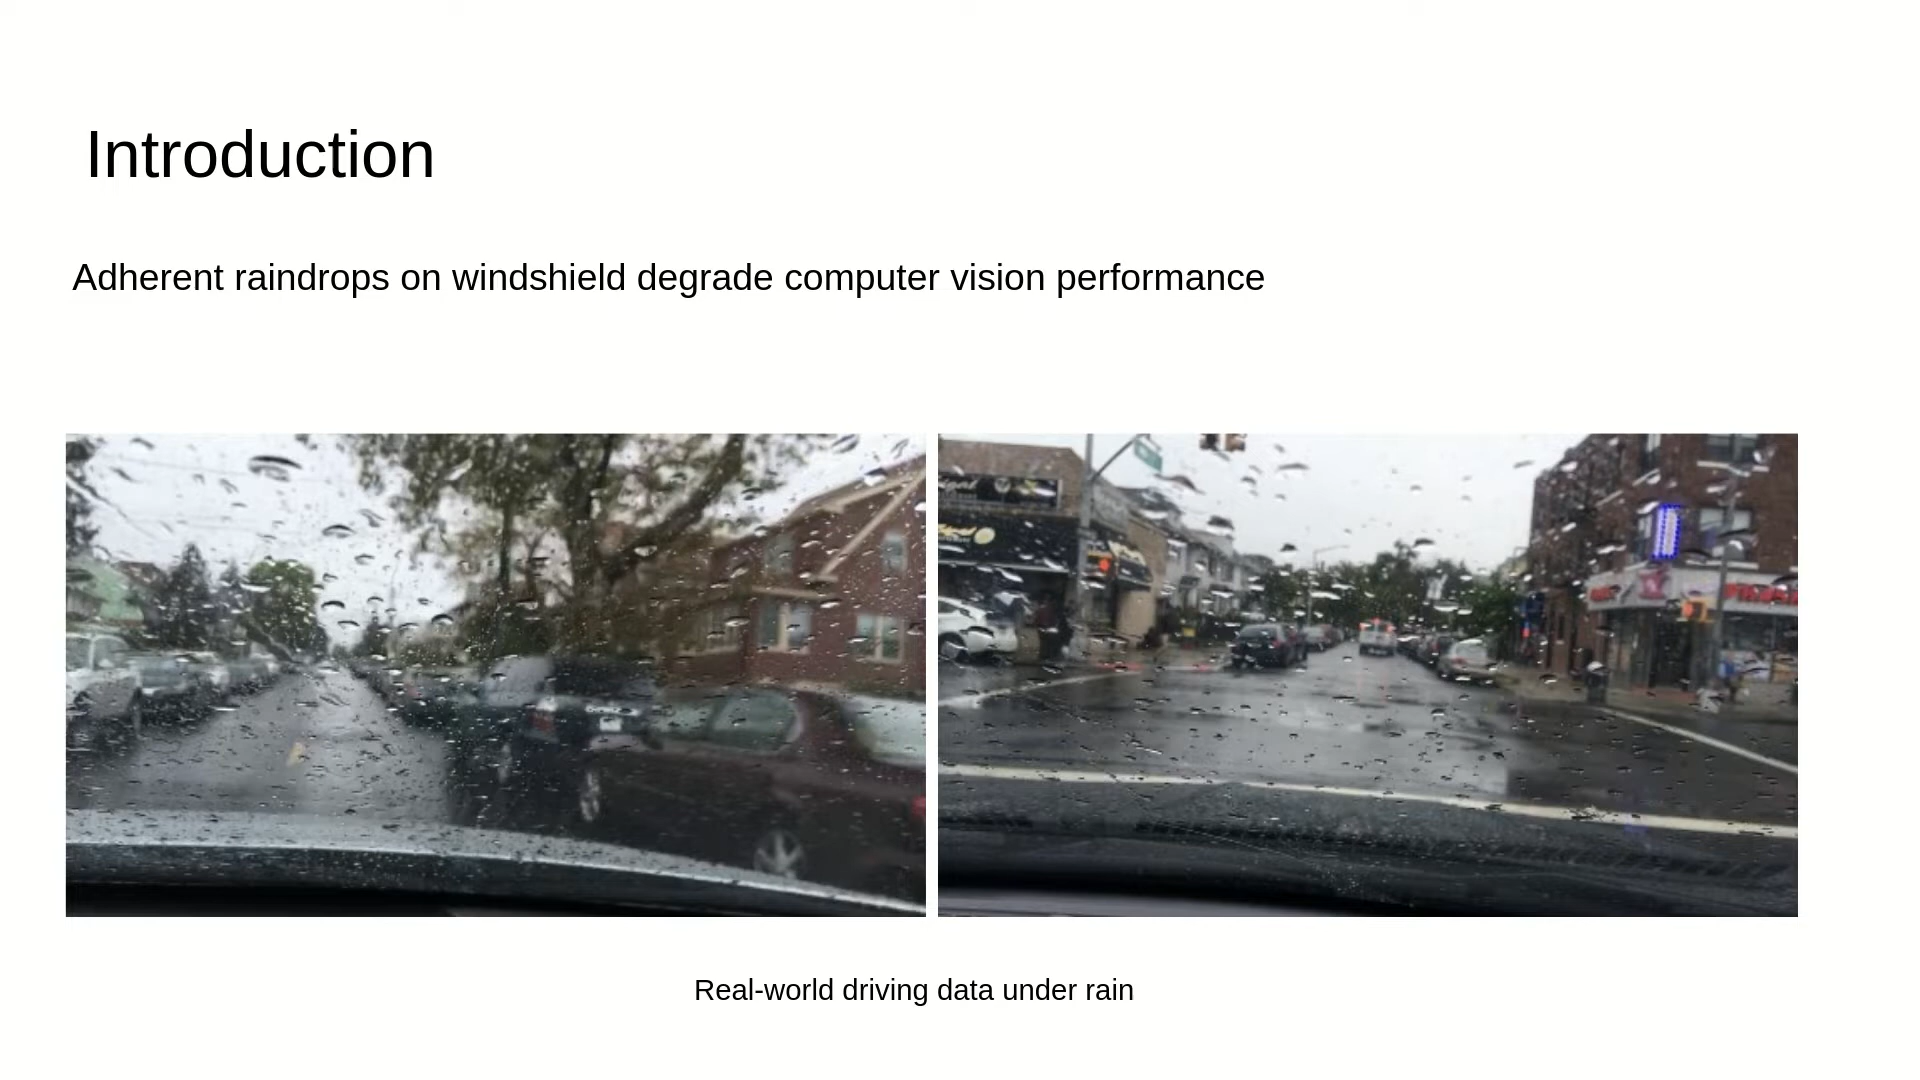 Introduction
Adherent raindrops on windshield degrade computer vision performance
Real-world driving data under rain